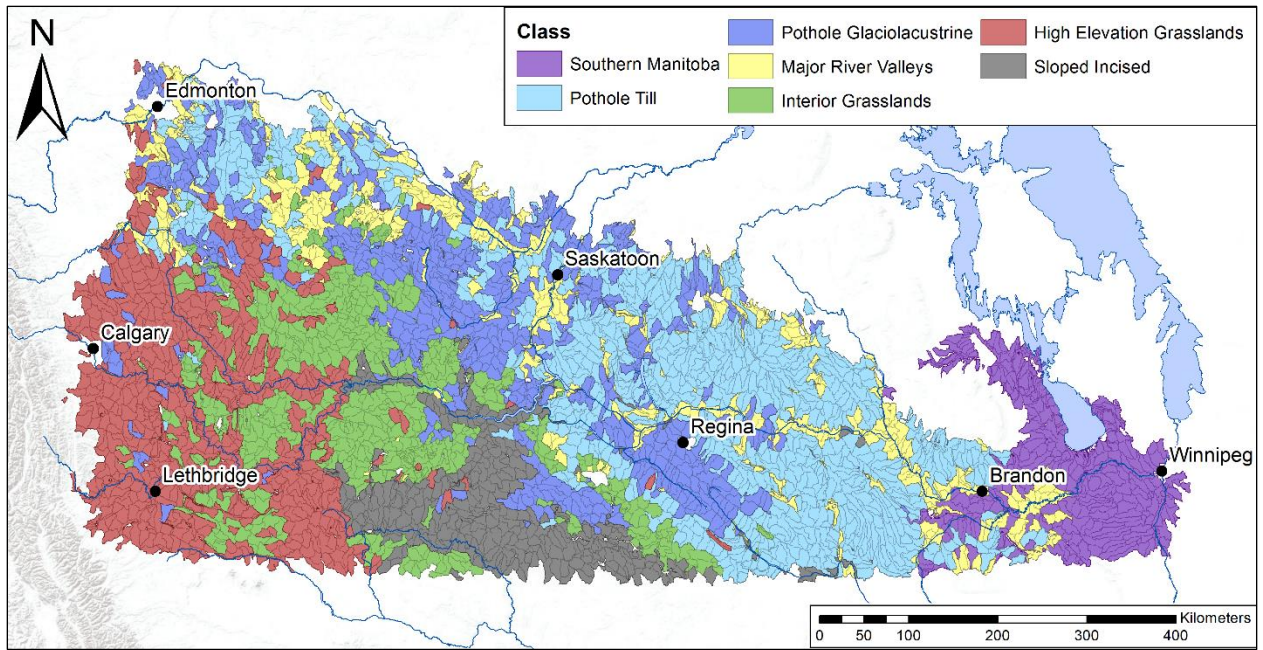 N
Class
Southern Manitoba
Pothole Till
Pothole Glaciolacustrine
Major River Valleys
Interior Grasslands
High Elevation Grasslands
Sloped Incised
Edmonton
Saskatoon
Calgary
Regina
Lethbridge
Brandon
Winnipeg
Kilometers
0 50 100 200 300 400